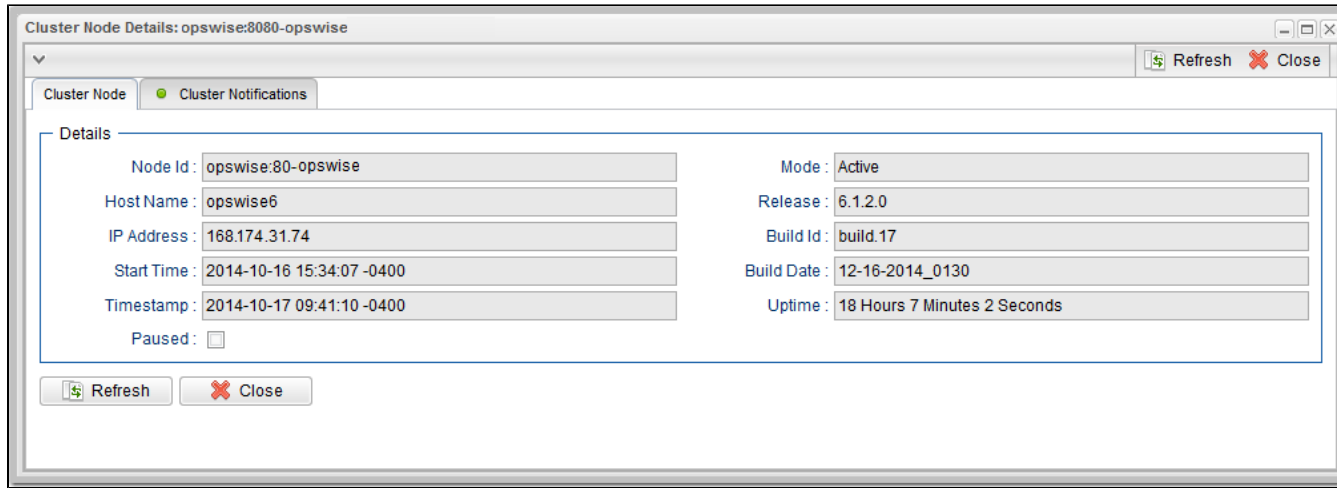 Cluster Node Details: opswise:8080-opswise
Refresh Close
Cluster Node Cluster Notifications
Details
Node Id : opswise:80-opswise Mode : Active
Host Name : opswise6 Release : 6.1.2.0
IP Address : 168.174.31.74 Build Id : build.17
Start Time : 2014-10-16 15:34:07 -0400 Build Date : 12-16-2014_0130
Timestamp : 2014-10-17 09:41:10 -0400 Uptime : 18 Hours 7 Minutes 2 Seconds
Paused :
Refresh Close